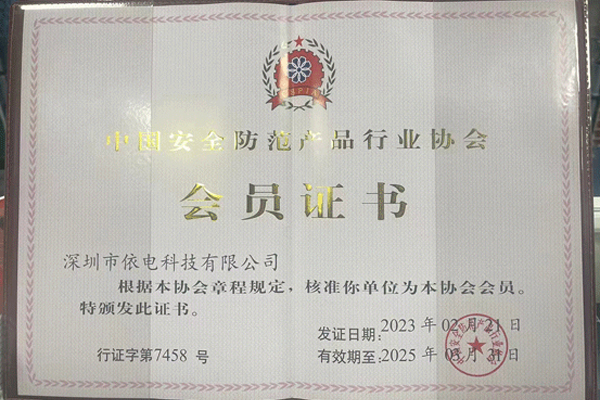 中国安全防范产品行业协会
会员证书
深圳市依电科技有限公司
根据本协会章程规定，核准你单位为本协会会员。
特颁发此证书。
发证日期：2023 年 02 月 21 日
行证字第7458 号
有效期至：2025 年 03 月 31 日